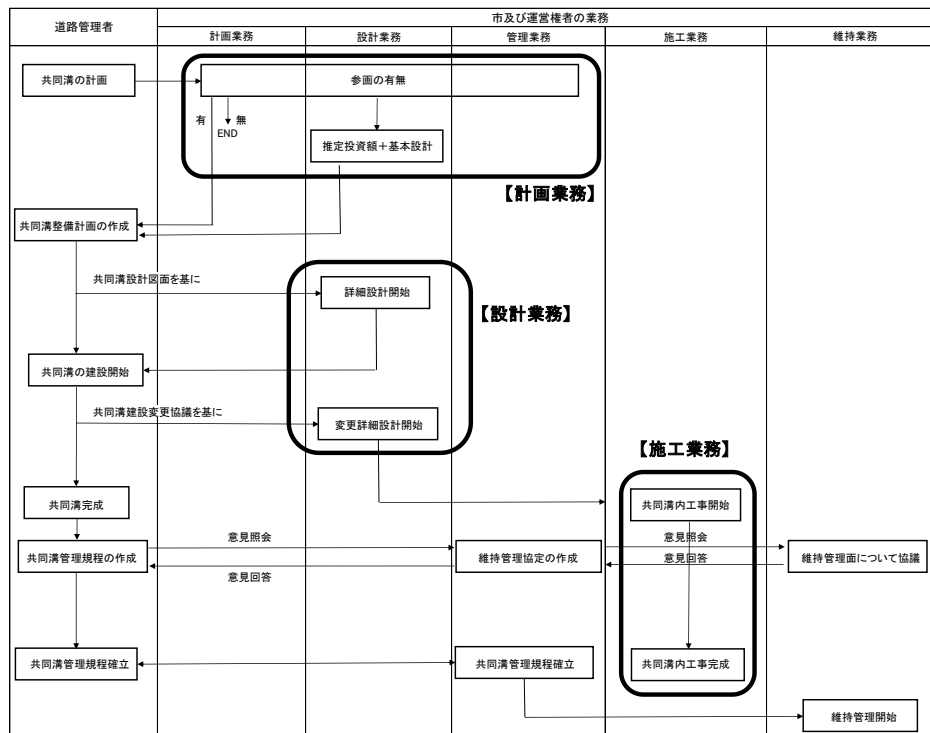 道路管理者
市及び運営権者の業務
計画業務
設計業務
管理業務
施工業務
維持業務
共同溝の計画
参画の有無
有
無
END
推定投資額＋基本設計
【計画業務】
共同溝整備計画の作成
共同溝設計図面を基に
詳細設計開始
【設計業務】
共同溝の建設開始
共同溝建設変更協議を基に
変更詳細設計開始
【施工業務】
共同溝完成
共同溝内工事開始
共同溝管理規程の作成
意見照会
意見回答
維持管理協定の作成
意見照会
意見回答
維持管理面について協議
共同溝管理規程確立
共同溝管理規程確立
共同溝内工事完成
維持管理開始